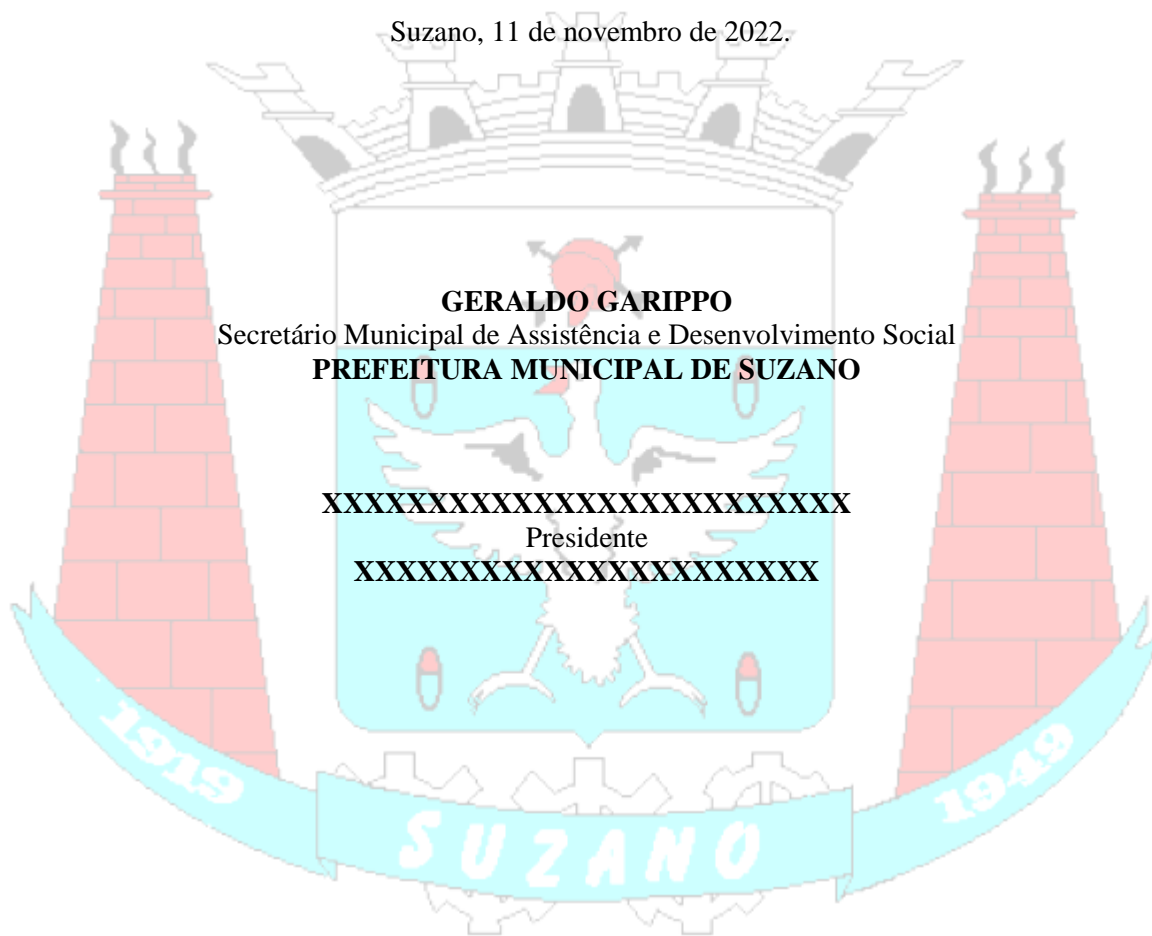 Suzano, 11 de novembro de 2022.
GERALDO GARIPPO
Secretário Municipal de Assistência e Desenvolvimento Social
PREFEITURA MUNICIPAL DE SUZANO
XXXXXXXXXXXXXXXXXXXXXXXXX
Presidente
XXXXXXXXXXXXXXXXXXXXXX
1919
SUZANO
1949